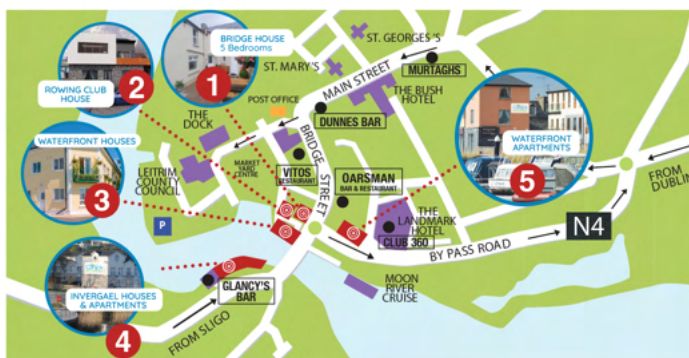 BRIDGE HOUSE
5 Bedrooms
1
ROWING CLUB
HOUSE
2
WATERFRONT HOUSES
3
INVERGAEL HOUSES
& APARTMENTS
4
WATERFRONT
APARTMENTS
5
ST. GEORGES'S
ST. MARY'S
MURTAGHS
MAIN STREET
THE BUSH
HOTEL
POST OFFICE
DUNNES BAR
THE
DOCK
BRIDGE STREET
MARKET
YARD CENTRE
VITOS
RESTAURANT
OARSMAN
BAR & RESTAURANT
LEITRIM
COUNTY
COUNCIL
P
THE
LANDMARK
HOTEL
CLUB 360
N4
FROM
DUBLIN
BY PASS ROAD
GLANCY'S
BAR
MOON
RIVER
CRUISE
FROM SLIGO